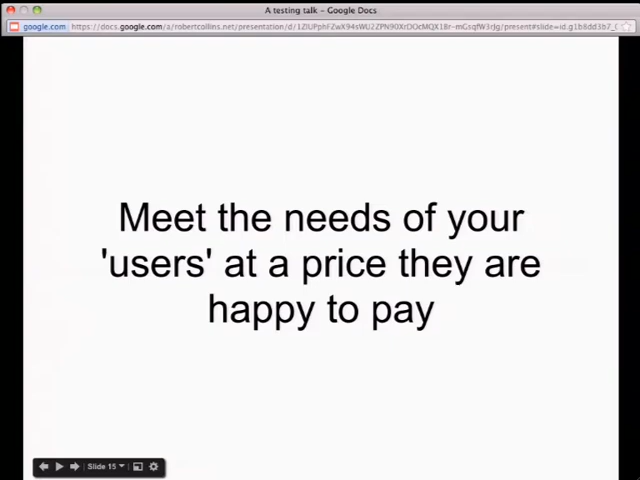 A testing talk - Google Docs
google.com
Meet the needs of your
'users' at a price they are
happy to pay
Slide 15